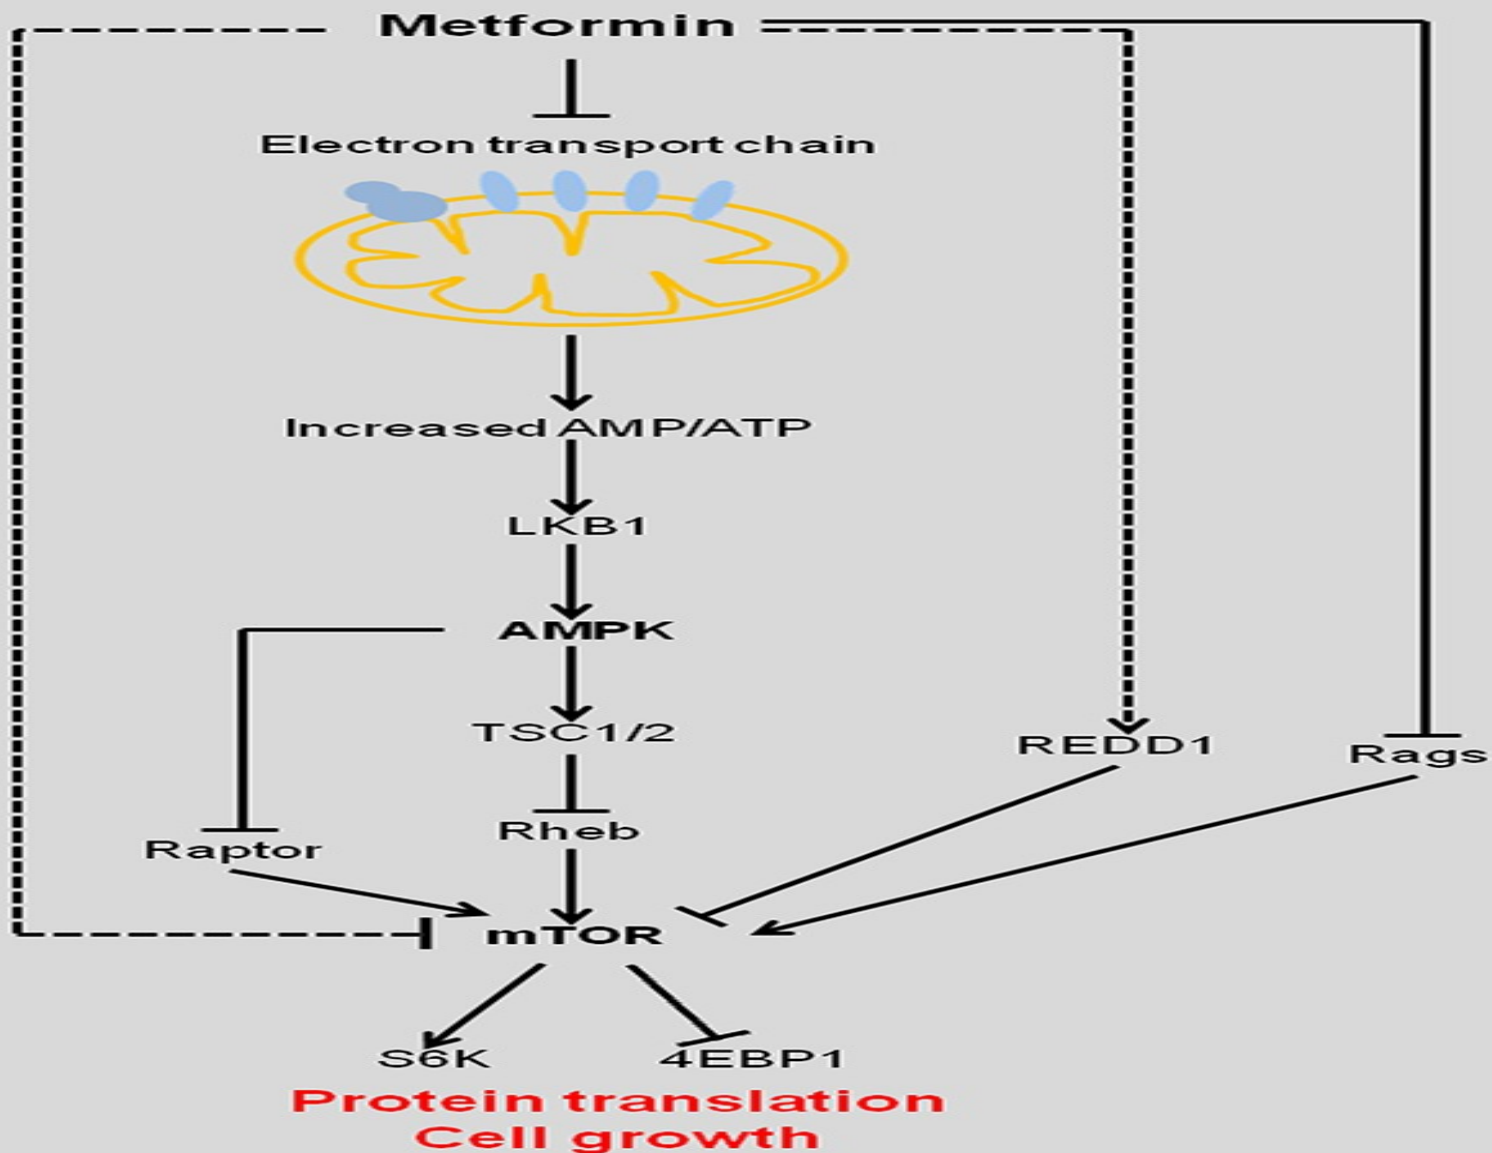 Metformin
Electron transport chain
Increased AMP/ATP
LKB1
AMPK
TSC1/2
REDD1
Rags
Rheb
Raptor
mTOR
S6K
4EBP1
Protein translation
Cell growth